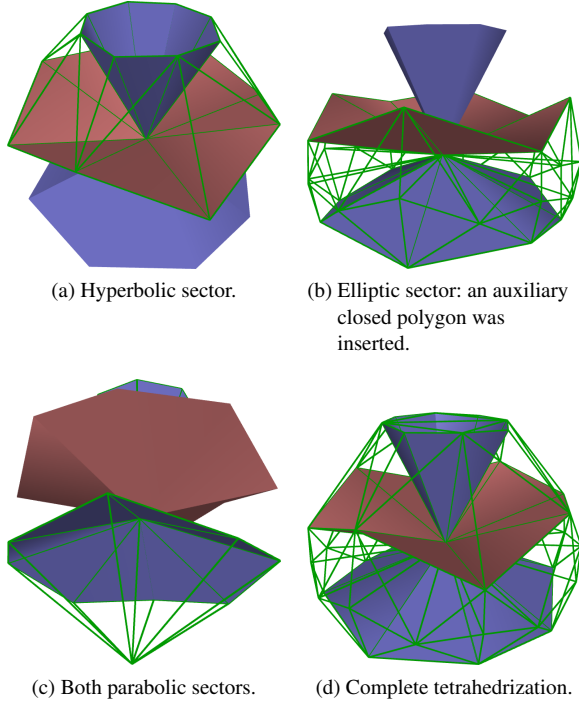 (a) Hyperbolic sector.
(b) Elliptic sector: an auxiliary
closed polygon was
inserted.
(c) Both parabolic sectors.
(d) Complete tetrahedrization.